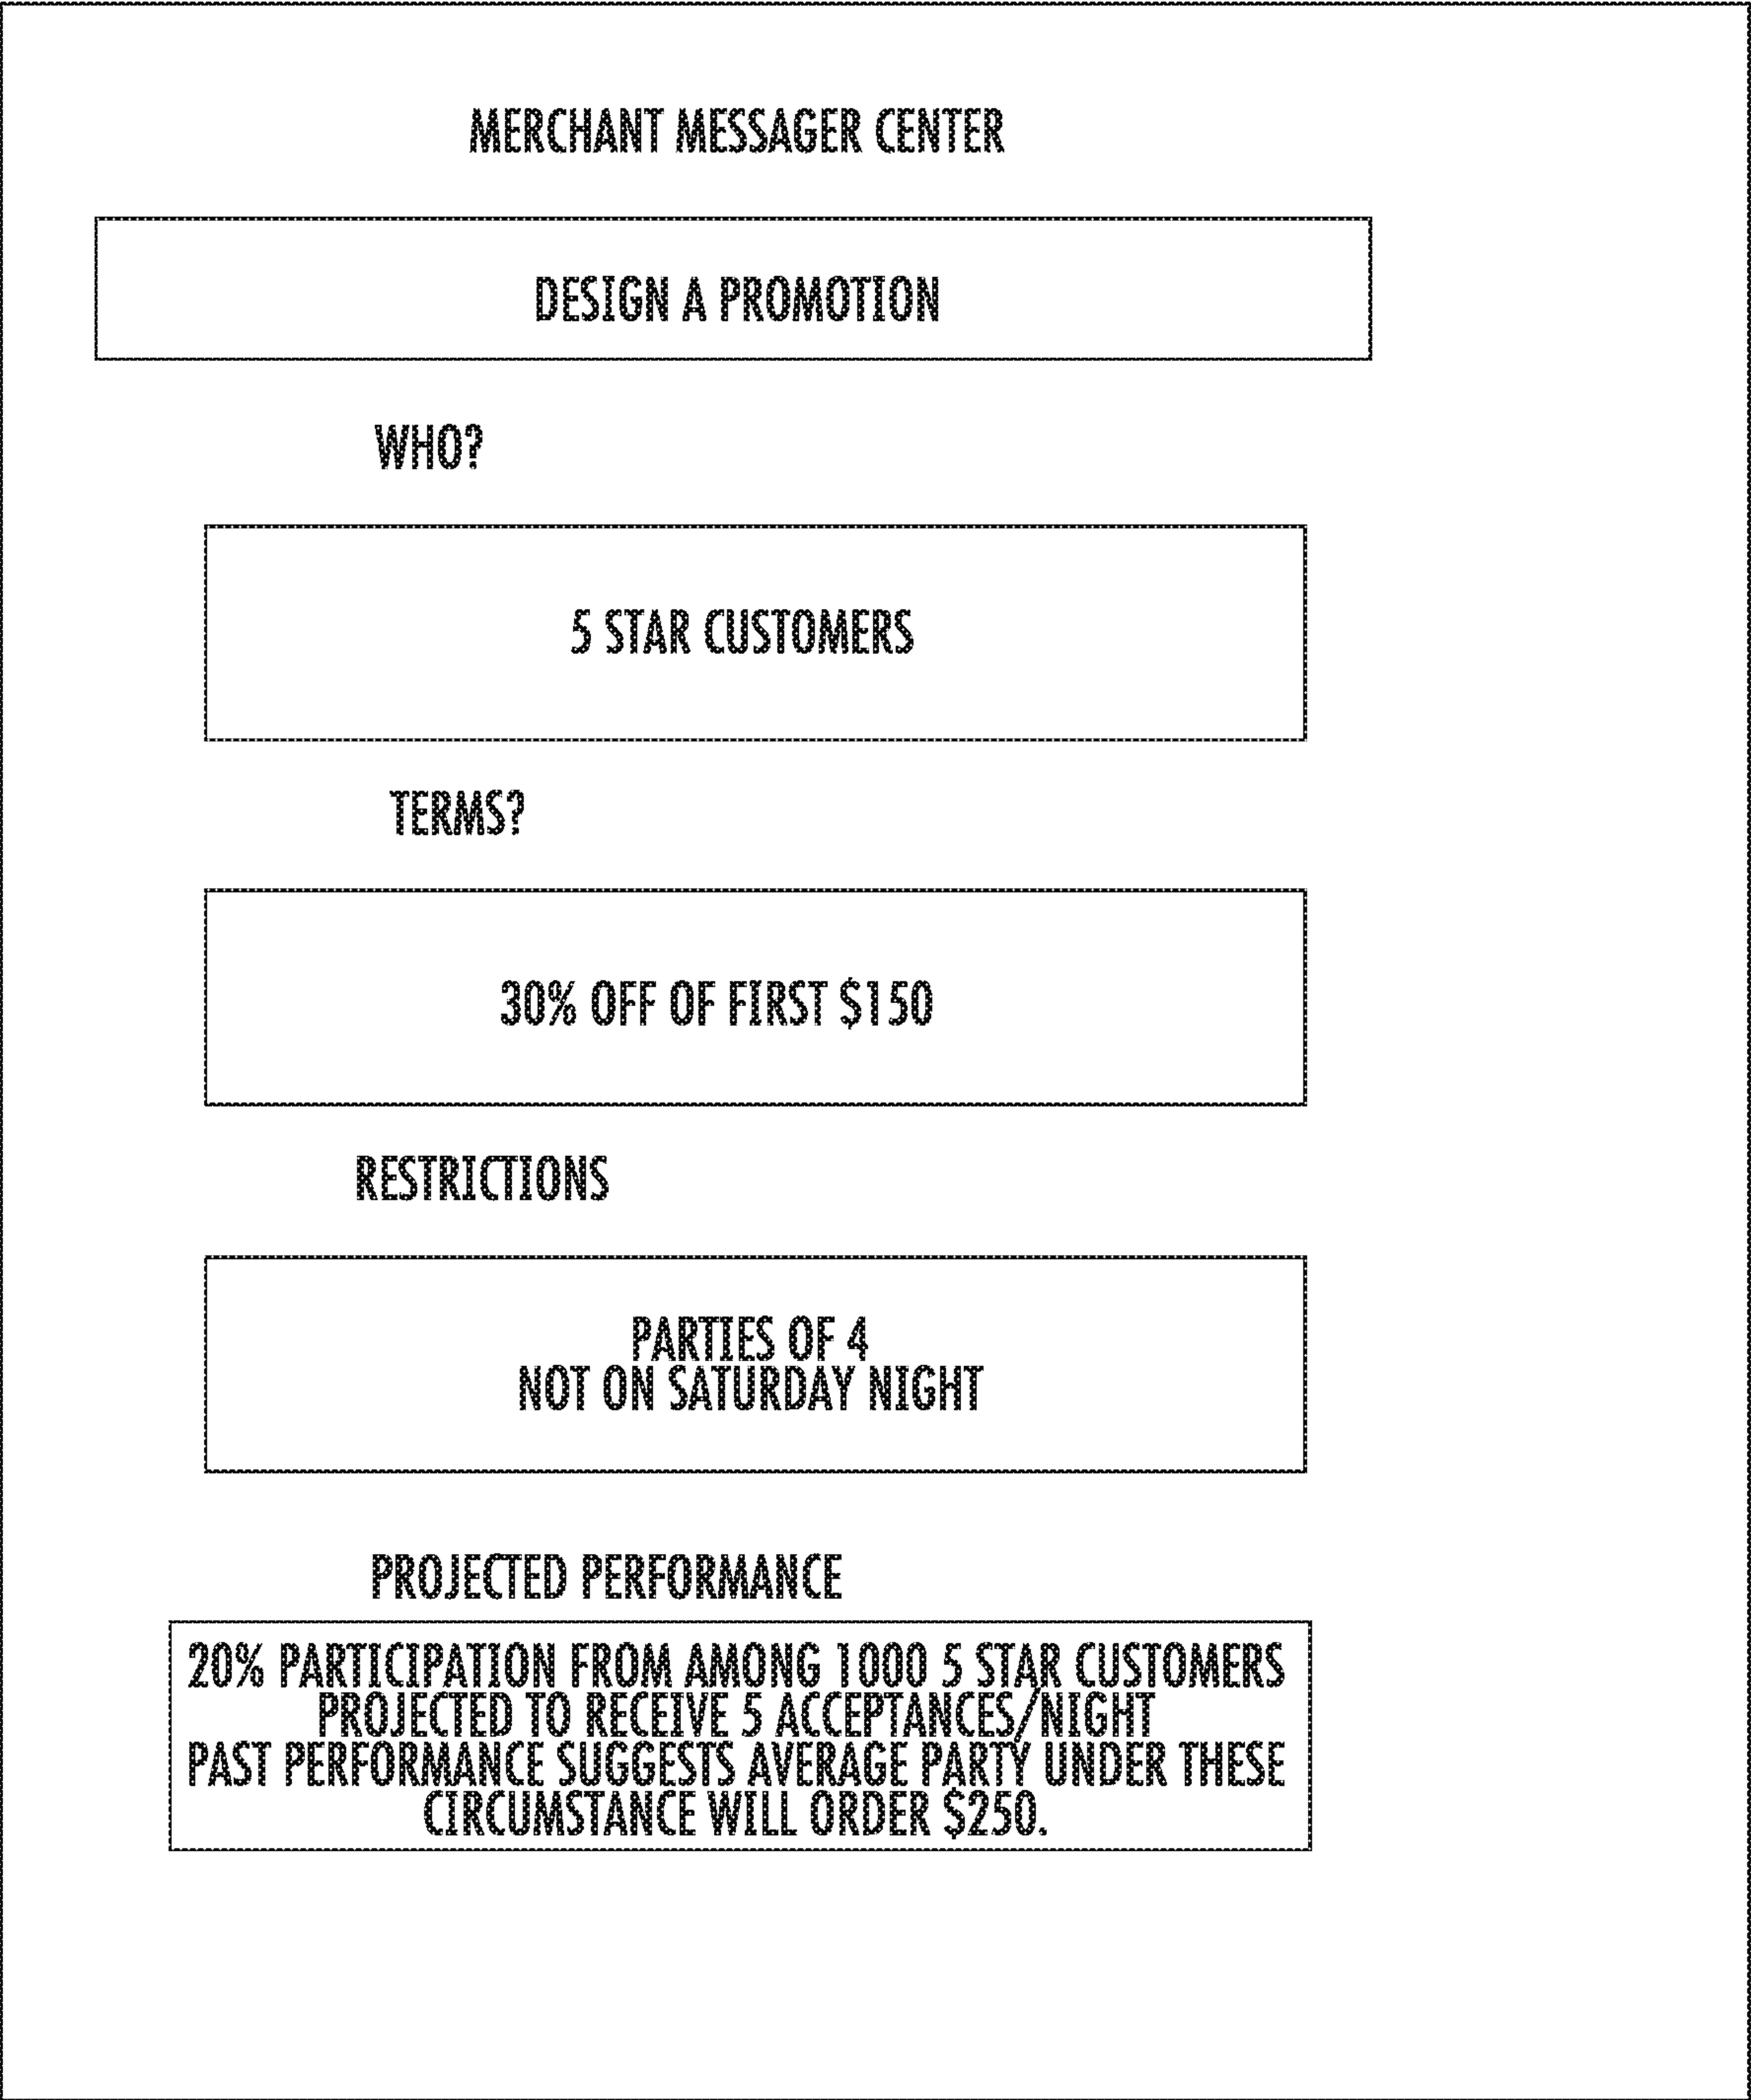 MERCHANT MESSAGER CENTER
DESIGN A PROMOTION
WHO?
5 STAR CUSTOMERS
TERMS?
30% OFF OF FIRST $150
RESTRICTIONS
PARTIES OF 4
NOT ON SATURDAY NIGHT
PROJECTED PERFORMANCE
20% PARTICIPATION FROM AMONG 1000 5 STAR CUSTOMERS
PROJECTED TO RECEIVE 5 ACCEPTANCES/NIGHT
PAST PERFORMANCE SUGGESTS AVERAGE PARTY UNDER THESE
CIRCUMSTANCE WILL ORDER $250.